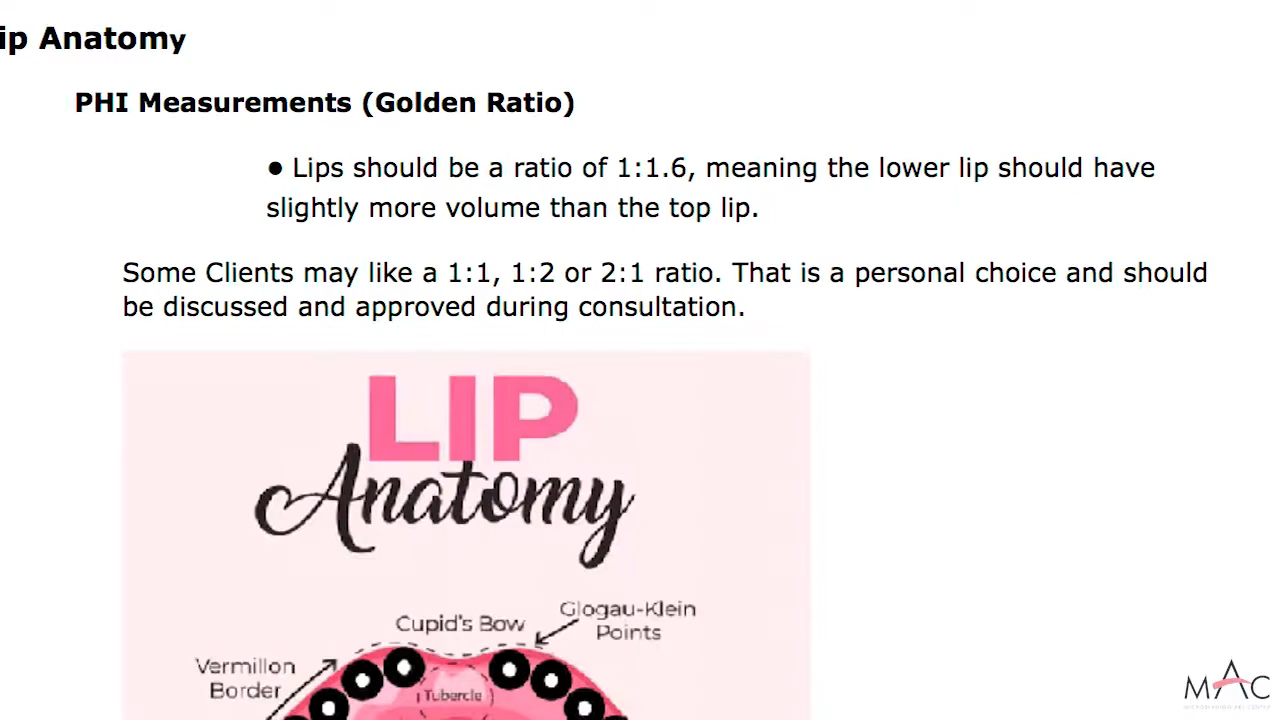 ip Anatomy
PHI Measurements (Golden Ratio)
● Lips should be a ratio of 1:1.6, meaning the lower lip should have
slightly more volume than the top lip.
Some Clients may like a 1:1, 1:2 or 2:1 ratio. That is a personal choice and should
be discussed and approved during consultation.
LIP
Anatomy
Cupid's Bow
Glogau-Klein
Points
Vermillon
Border
Tubercle
MAC